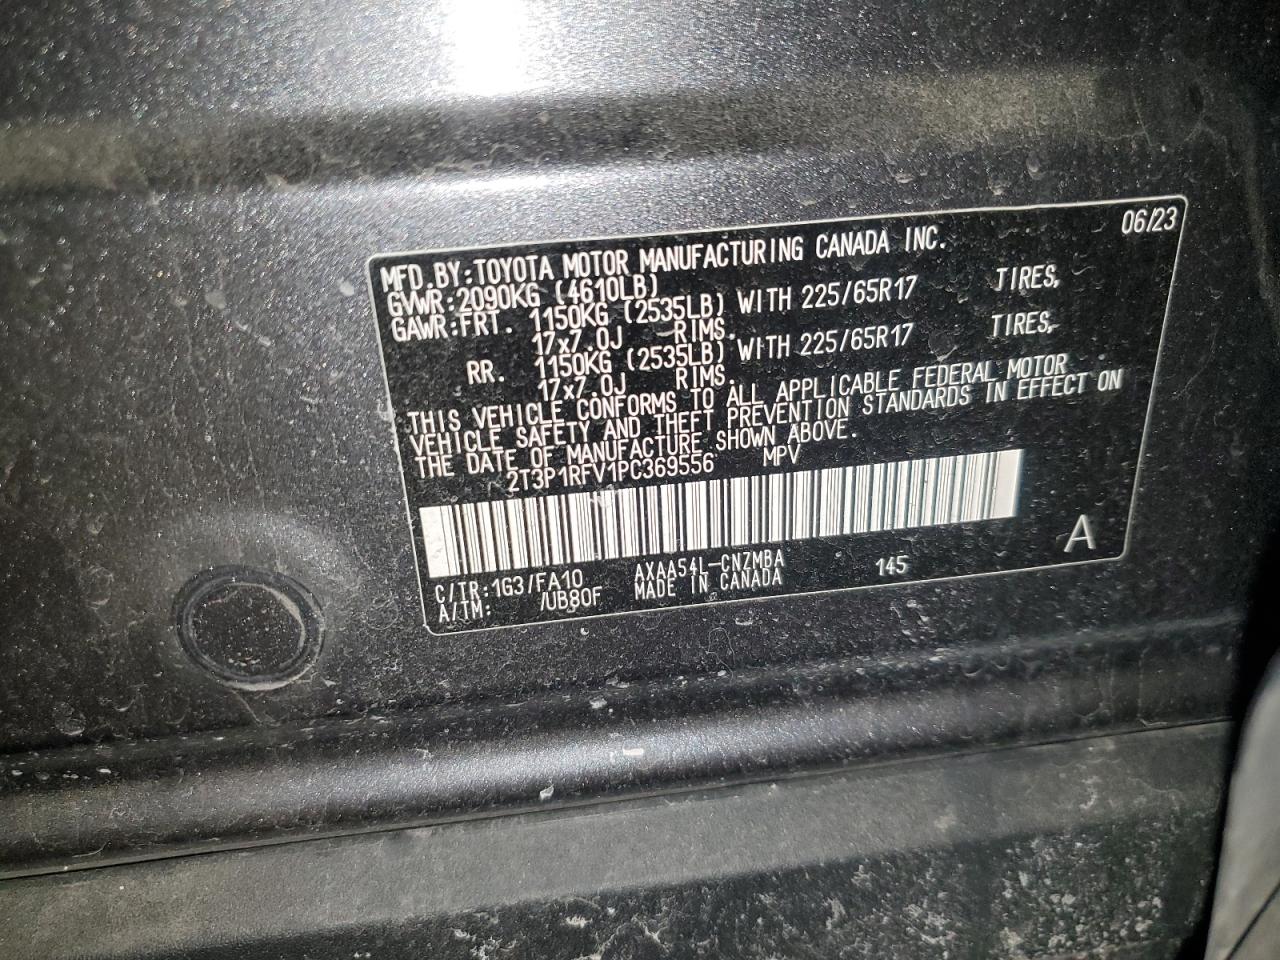 06/23
MFD.BY:TOYOTA MOTOR MANUFACTURING CANADA INC.
GVWR:2090KG (4610LB)
GAWR:FRT. 1150KG (2535LB) WITH 225/65R17 TIRES,
17x7.0J RIMS.
RR. 1150KG (2535LB) WITH 225/65R17 TIRES,
17x7.0J RIMS.
THIS VEHICLE CONFORMS TO ALL APPLICABLE FEDERAL MOTOR
VEHICLE SAFETY AND THEFT PREVENTION STANDARDS IN EFFECT ON
THE DATE OF MANUFACTURE SHOWN ABOVE.
2T3P1RFV1PC369556 MPV
C/TR:1G3/FA10 AXAA54L-CNZMBA 145 A
A/TM: /UB80F MADE IN CANADA